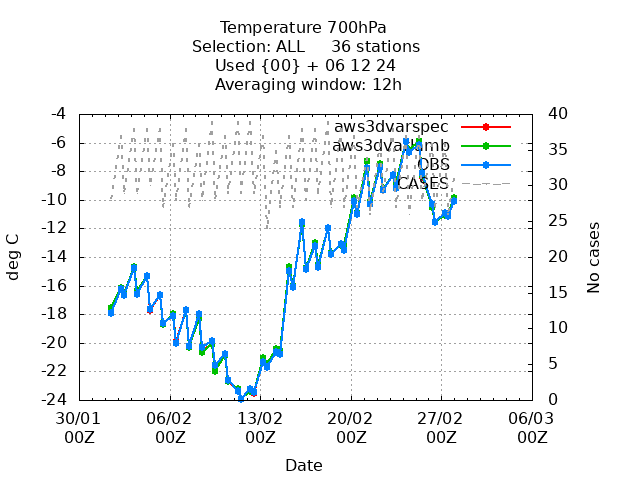 Temperature 700hPa
Selection: ALL 36 stations
Used {00} + 06 12 24
Averaging window: 12h
-4
-6
-8
-10
-12
-14
-16
-18
-20
-22
-24
deg C
40
35
30
25
20
15
10
5
0
No cases
aws3dvarspec
OBS
CASES
30/01 06/02 13/02 20/02 27/02 06/03
00Z 00Z 00Z 00Z 00Z 00Z
Date